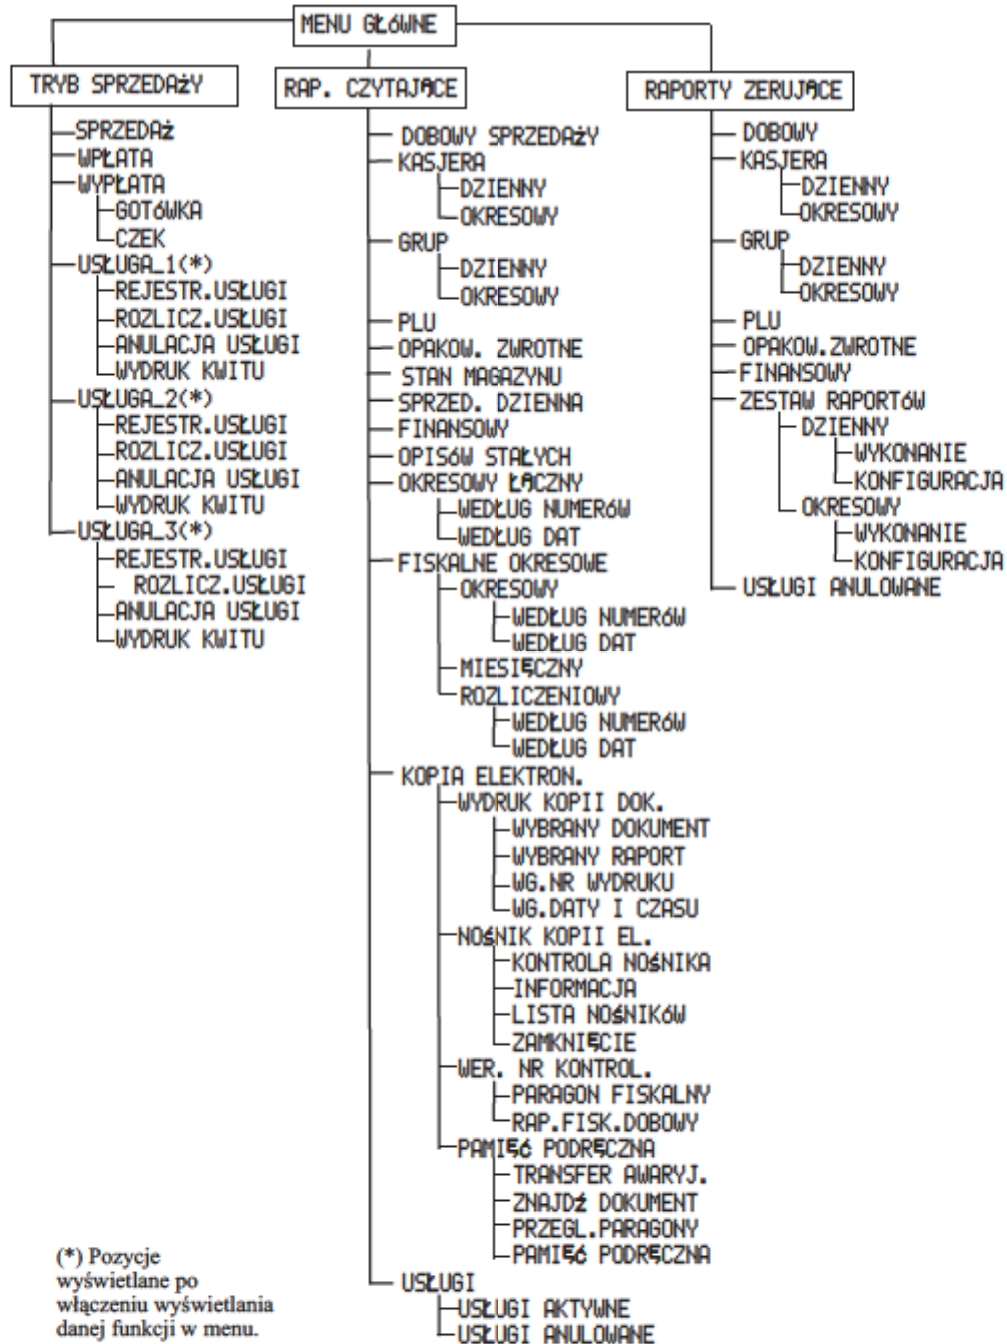 MENU GŁóWNE
TRYB SPRZEDAży
SPRZEDAż
WPŁATA
WYPŁATA
GOTóWKA
CZEK
USŁUGA_1(*)
REJESTR.USŁUGI
ROZLICZ.USŁUGI
ANULACJA USŁUGI
WYDRUK KWITU
USŁUGA_2(*)
REJESTR.USŁUGI
ROZLICZ.USŁUGI
ANULACJA USŁUGI
WYDRUK KWITU
USŁUGA_3(*)
REJESTR.USŁUGI
ROZLICZ.USŁUGI
ANULACJA USŁUGI
WYDRUK KWITU
(*) Pozycje
wyświetlane po
włączeniu wyświetlania
danej funkcji w menu.
RAP. CZYTAJĄCE
DOBOWY SPRZEDAżY
KASJERA
DZIENNY
OKRESOWY
GRUP
DZIENNY
OKRESOWY
PLU
OPAKOW. ZWROTNE
STAN MAGAZYNU
SPRZED. DZIENNA
FINANSOWY
OPISóW STAŁYCH
OKRESOWY ŁĄCZNY
WEDŁUG NUMERóW
WEDŁUG DAT
FISKALNE OKRESOWE
OKRESOWY
WEDŁUG NUMERóW
WEDŁUG DAT
MIESIĘCZNY
ROZLICZENIOWY
WEDŁUG NUMERóW
WEDŁUG DAT
KOPIA ELEKTRON.
WYDRUK KOPII DOK.
WYBRANY DOKUMENT
WYBRANY RAPORT
WG.NR WYDRUKU
WG.DATY I CZASU
NOśNIK KOPII EL.
KONTROLA NOśNIKA
INFORMACJA
LISTA NOśNIKóW
ZAMKNIĘCIE
WER. NR KONTROL.
PARAGON FISKALNY
RAP.FISK.DOBOWY
PAMIĘć PODRĘCZNA
TRANSFER AWARYJ.
ZNAJDź DOKUMENT
PRZEGL.PARAGONY
PAMIĘć PODRĘCZNA
USŁUGI
USŁUGI AKTYWNE
USŁUGI ANULOWANE
RAPORTY ZERUJĄCE
DOBOWY
KASJERA
DZIENNY
OKRESOWY
GRUP
DZIENNY
OKRESOWY
PLU
OPAKOW.ZWROTNE
FINANSOWY
ZESTAW RAPORTóW
DZIENNY
WYKONANIE
KONFIGURACJA
OKRESOWY
WYKONANIE
KONFIGURACJA
USŁUGI ANULOWANE